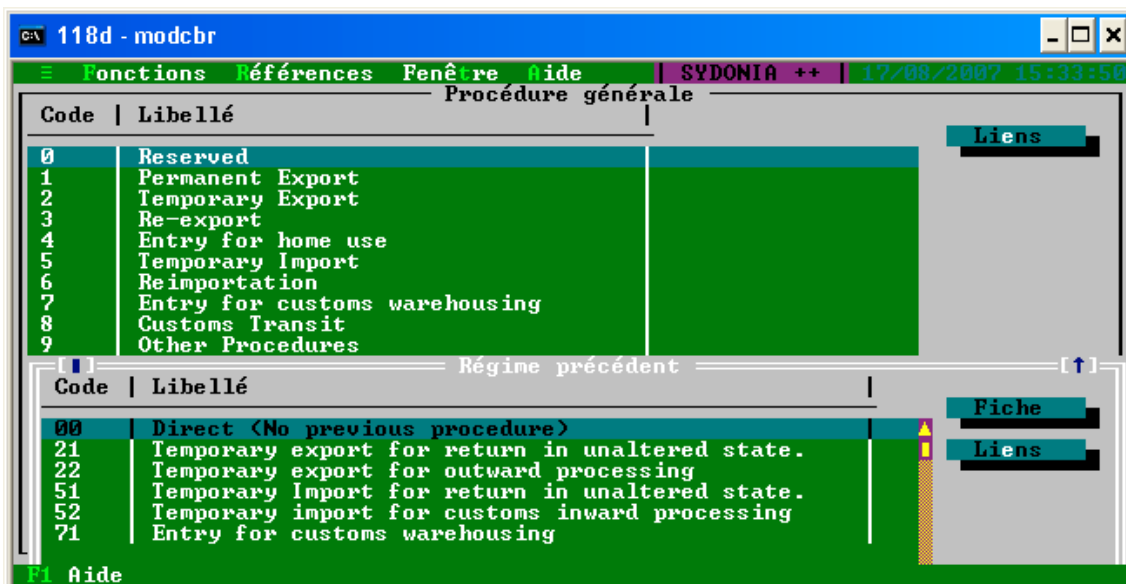 118d - modcbr
≡ Fonctions Références Fenêtre Aide | SYDONIA ++ | 17/08/2007 15:33:50
Procédure générale
Code | Libellé |
Liens
0 Reserved
1 Permanent Export
2 Temporary Export
3 Re-export
4 Entry for home use
5 Temporary Import
6 Reimportation
7 Entry for customs warehousing
8 Customs Transit
9 Other Procedures
[▮] Régime précédent [↑]
Code | Libellé |
Fiche
00 Direct (No previous procedure)
21 Temporary export for return in unaltered state.
Liens
22 Temporary export for outward processing
51 Temporary Import for return in unaltered state.
52 Temporary import for customs inward processing
71 Entry for customs warehousing
F1 Aide